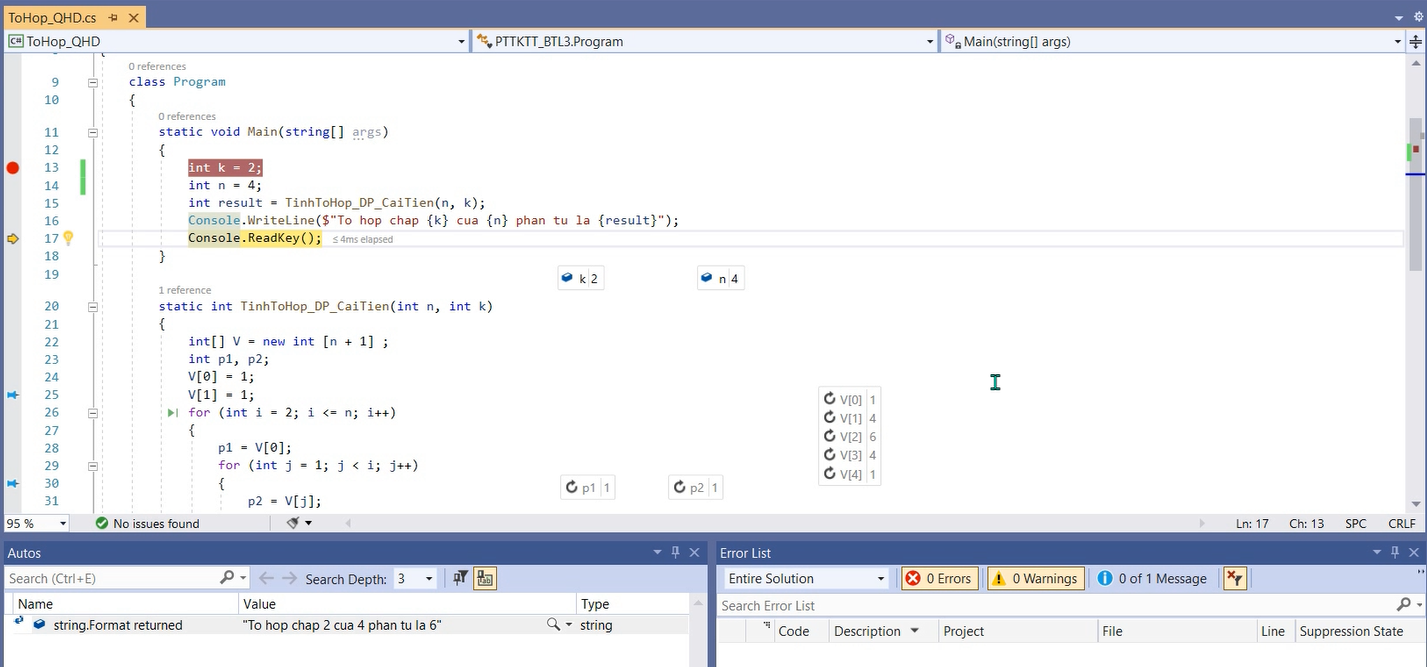 ToHop_QHD.cs
C# ToHop_QHD
PTTKTT_BTL3.Program
Main(string[] args)
0 references
9 class Program
10 {
0 references
11 static void Main(string[] args)
12 {
13 int k = 2;
14 int n = 4;
15 int result = TinhToHop_DP_CaiTien(n, k);
16 Console.WriteLine($"To hop chap {k} cua {n} phan tu la {result}");
17 Console.ReadKey(); ≤ 4ms elapsed
18 }
19
k 2
n 4
1 reference
20 static int TinhToHop_DP_CaiTien(int n, int k)
21 {
22 int[] V = new int [n + 1] ;
23 int p1, p2;
24 V[0] = 1;
25 V[1] = 1;
26 for (int i = 2; i <= n; i++)
27 {
28 p1 = V[0];
29 for (int j = 1; j < i; j++)
30 {
31 p2 = V[j];
V[0] 1
V[1] 4
V[2] 6
V[3] 4
V[4] 1
p1 1
p2 1
95 %
No issues found
Ln: 17 Ch: 13 SPC CRLF
Autos
Search (Ctrl+E)
Search Depth: 3
Name Value Type
string.Format returned "To hop chap 2 cua 4 phan tu la 6" string
Error List
Entire Solution
0 Errors
0 Warnings
0 of 1 Message
Search Error List
Code Description Project File Line Suppression State